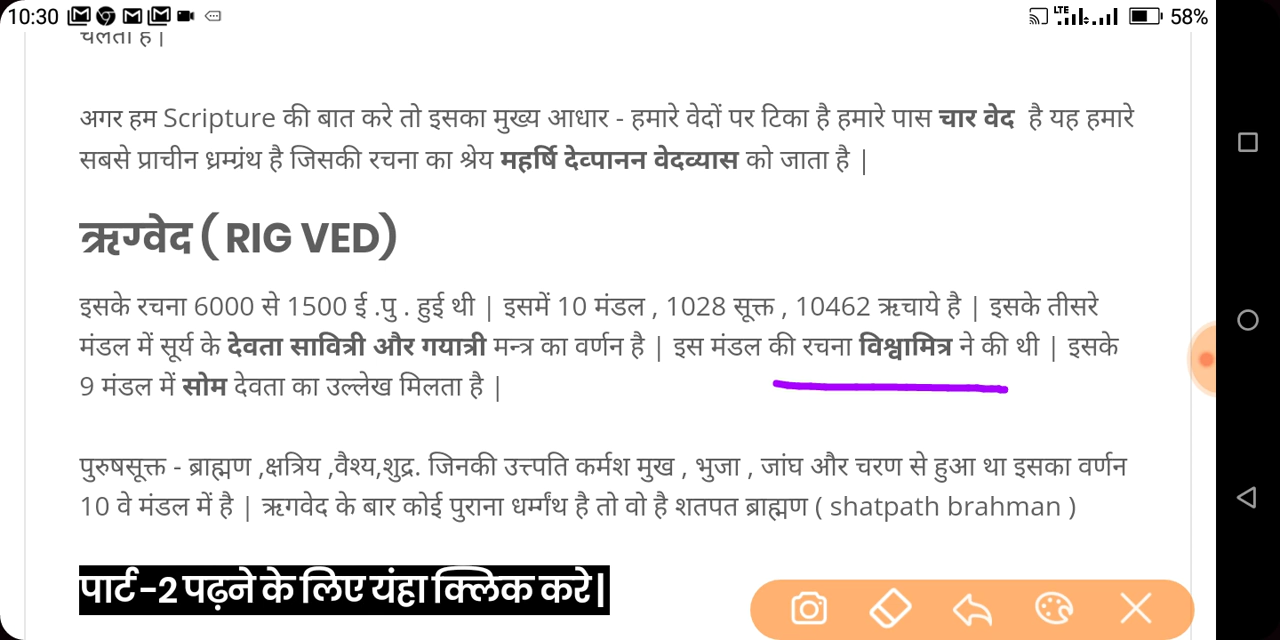 10:30
LTE
58%
चलता है |
अगर हम Scripture की बात करे तो इसका मुख्य आधार - हमारे वेदों पर टिका है हमारे पास चार वेद है यह हमारे
सबसे प्राचीन ध्रम्ग्रंथ है जिसकी रचना का श्रेय महर्षि देव्पानन वेदव्यास को जाता है |
ऋग्वेद ( RIG VED)
इसके रचना 6000 से 1500 ई .पु . हुई थी | इसमें 10 मंडल , 1028 सूक्त , 10462 ऋचाये है | इसके तीसरे
मंडल में सूर्य के देवता सावित्री और गयात्री मन्त्र का वर्णन है | इस मंडल की रचना विश्वामित्र ने की थी | इसके
9 मंडल में सोम देवता का उल्लेख मिलता है |
पुरुषसूक्त - ब्राह्मण ,क्षत्रिय ,वैश्य,शुद्र. जिनकी उत्त्पति कर्मश मुख , भुजा , जांघ और चरण से हुआ था इसका वर्णन
10 वे मंडल में है | ऋगवेद के बार कोई पुराना धर्म्ग्रंथ है तो वो है शतपत ब्राह्मण ( shatpath brahman )
पार्ट -2 पढ़ने के लिए यंहा क्लिक करे |